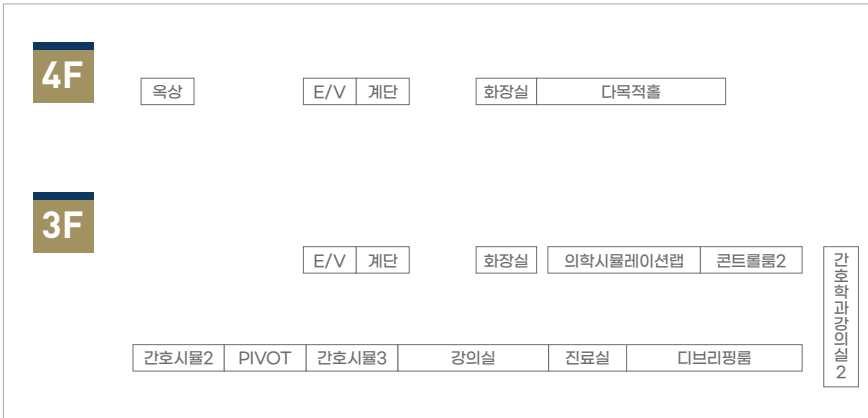 4F
옥상 E/V 계단 화장실 다목적홀
3F
E/V 계단 화장실 의학시뮬레이션랩 콘트롤룸2
간호학과강의실2
간호시뮬2 PIVOT 간호시뮬3 강의실 진료실 디브리핑룸